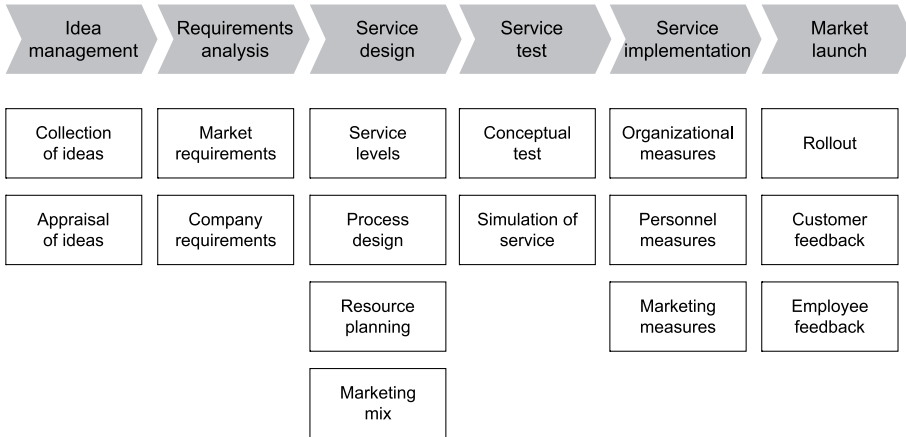 Idea
management
Requirements
analysis
Service
design
Service
test
Service
implementation
Market
launch
Collection
of ideas
Market
requirements
Service
levels
Conceptual
test
Organizational
measures
Rollout
Appraisal
of ideas
Company
requirements
Process
design
Simulation of
service
Personnel
measures
Customer
feedback
Resource
planning
Marketing
measures
Employee
feedback
Marketing
mix